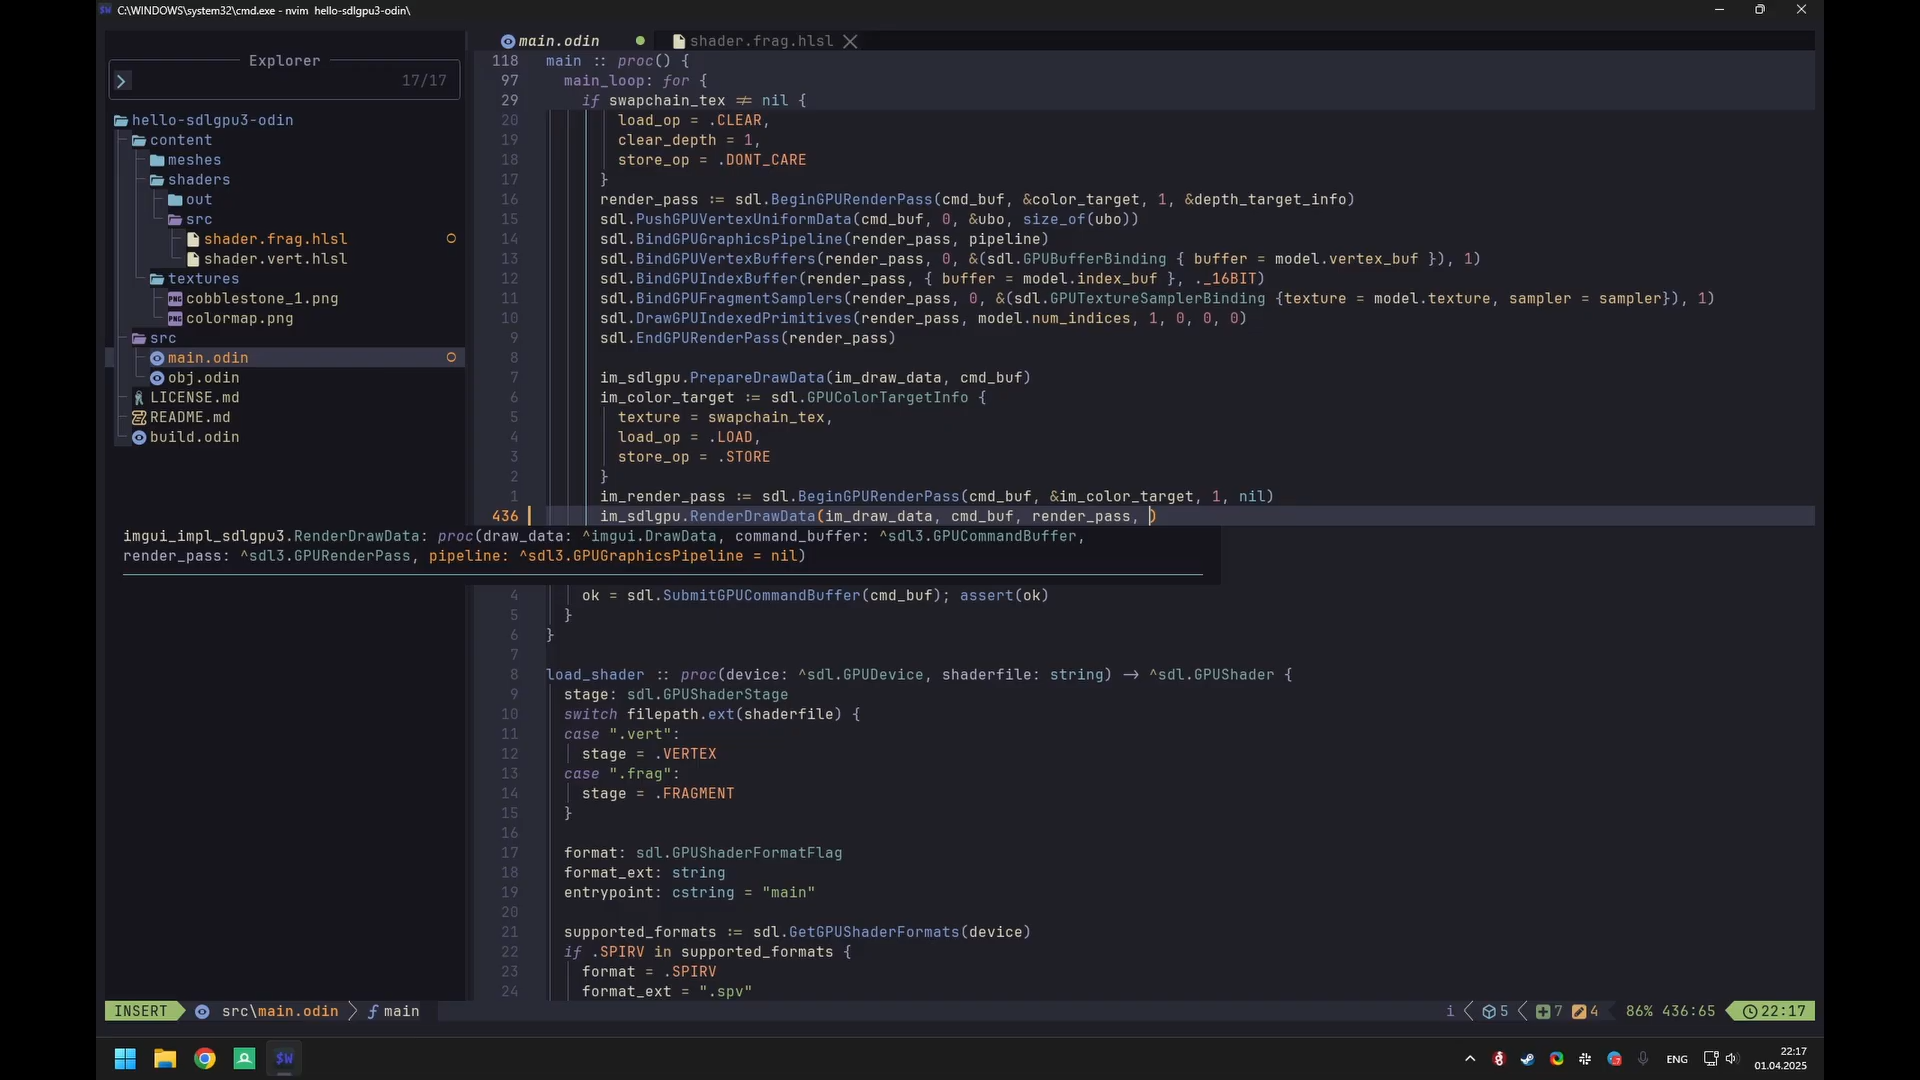 C:\WINDOWS\system32\cmd.exe - nvim  hello-sdlgpu3-odin\
Explorer
17/17
hello-sdlgpu3-odin
content
meshes
shaders
out
src
shader.frag.hlsl
shader.vert.hlsl
textures
cobblestone_1.png
colormap.png
src
main.odin
obj.odin
LICENSE.md
README.md
build.odin
main.odin
shader.frag.hlsl
118 main :: proc() {
97 main_loop: for {
29 if swapchain_tex ≠ nil {
20 load_op = .CLEAR,
19 clear_depth = 1,
18 store_op = .DONT_CARE
17 }
16 render_pass := sdl.BeginGPURenderPass(cmd_buf, &color_target, 1, &depth_target_info)
15 sdl.PushGPUVertexUniformData(cmd_buf, 0, &ubo, size_of(ubo))
14 sdl.BindGPUGraphicsPipeline(render_pass, pipeline)
13 sdl.BindGPUVertexBuffers(render_pass, 0, &(sdl.GPUBufferBinding { buffer = model.vertex_buf }), 1)
12 sdl.BindGPUIndexBuffer(render_pass, { buffer = model.index_buf }, ._16BIT)
11 sdl.BindGPUFragmentSamplers(render_pass, 0, &(sdl.GPUTextureSamplerBinding {texture = model.texture, sampler = sampler}), 1)
10 sdl.DrawGPUIndexedPrimitives(render_pass, model.num_indices, 1, 0, 0, 0)
9 sdl.EndGPURenderPass(render_pass)
8
7 im_sdlgpu.PrepareDrawData(im_draw_data, cmd_buf)
6 im_color_target := sdl.GPUColorTargetInfo {
5 texture = swapchain_tex,
4 load_op = .LOAD,
3 store_op = .STORE
2 }
1 im_render_pass := sdl.BeginGPURenderPass(cmd_buf, &im_color_target, 1, nil)
436 im_sdlgpu.RenderDrawData(im_draw_data, cmd_buf, render_pass, )
imgui_impl_sdlgpu3.RenderDrawData: proc(draw_data: ^imgui.DrawData, command_buffer: ^sdl3.GPUCommandBuffer,
render_pass: ^sdl3.GPURenderPass, pipeline: ^sdl3.GPUGraphicsPipeline = nil)
4 ok = sdl.SubmitGPUCommandBuffer(cmd_buf); assert(ok)
5 }
6 }
7
8 load_shader :: proc(device: ^sdl.GPUDevice, shaderfile: string) → ^sdl.GPUShader {
9 stage: sdl.GPUShaderStage
10 switch filepath.ext(shaderfile) {
11 case ".vert":
12 stage = .VERTEX
13 case ".frag":
14 stage = .FRAGMENT
15 }
16
17 format: sdl.GPUShaderFormatFlag
18 format_ext: string
19 entrypoint: cstring = "main"
20
21 supported_formats := sdl.GetGPUShaderFormats(device)
22 if .SPIRV in supported_formats {
23 format = .SPIRV
24 format_ext = ".spv"
INSERT src\main.odin main i 5 7 4 86% 436:65 22:17
$W ENG 22:17
01.04.2025